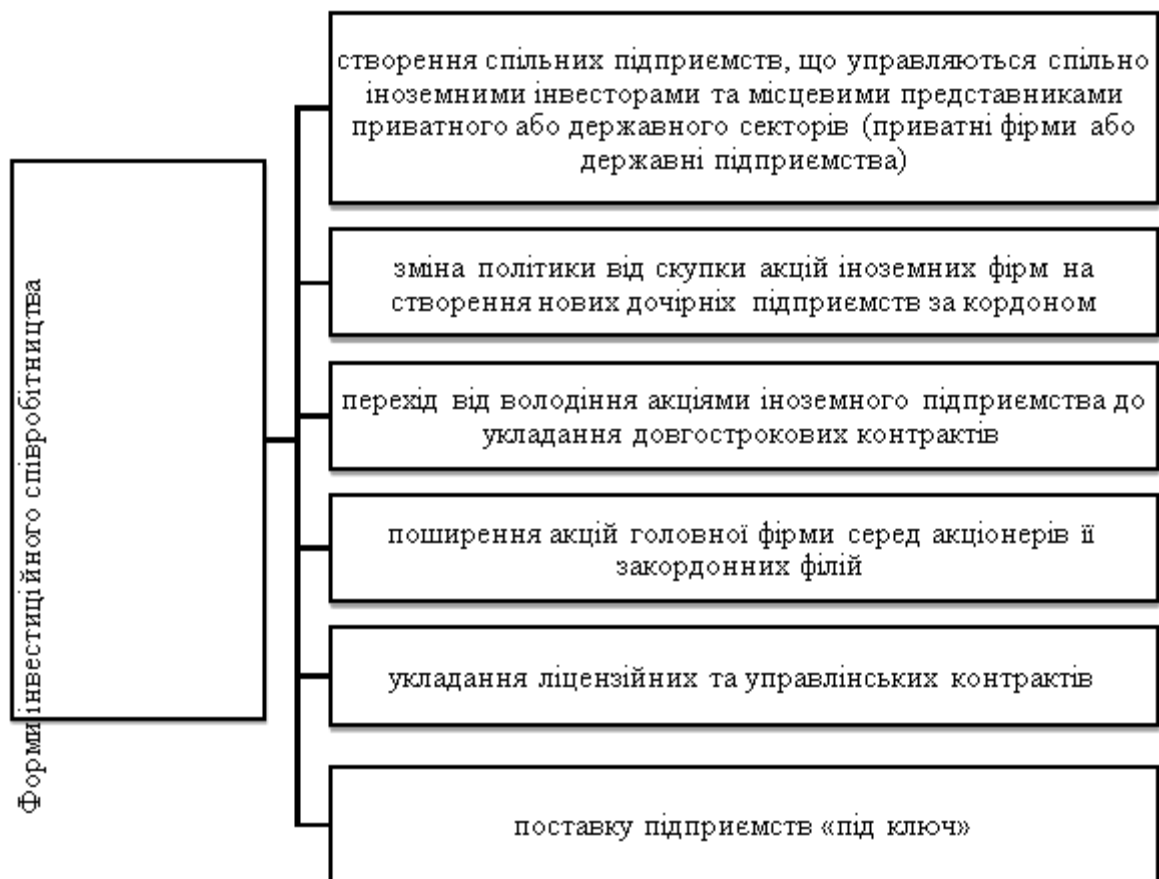 Форми інвестиційного співробітництва
створення спільних підприємств, що управляються спільно
іноземними інвесторами та місцевими представниками
приватного або державного секторів (приватні фірми або
державні підприємства)
зміна політики від скупки акцій іноземних фірм на
створення нових дочірніх підприємств за кордоном
перехід від володіння акціями іноземного підприємства до
укладання довгострокових контрактів
поширення акцій головної фірми серед акціонерів її
закордонних філій
укладання ліцензійних та управлінських контрактів
поставку підприємств «під ключ»